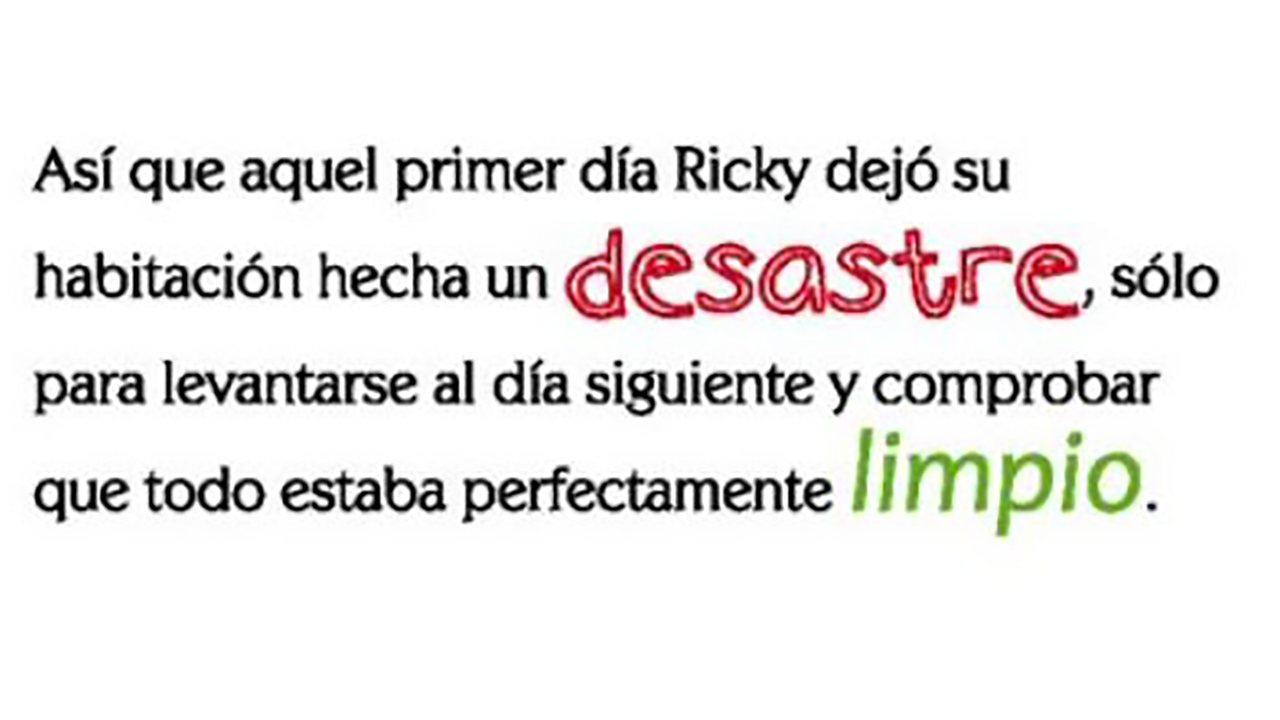 Así que aquel primer día Ricky dejó su
habitación hecha un desastre, sólo
para levantarse al día siguiente y comprobar
que todo estaba perfectamente limpio.